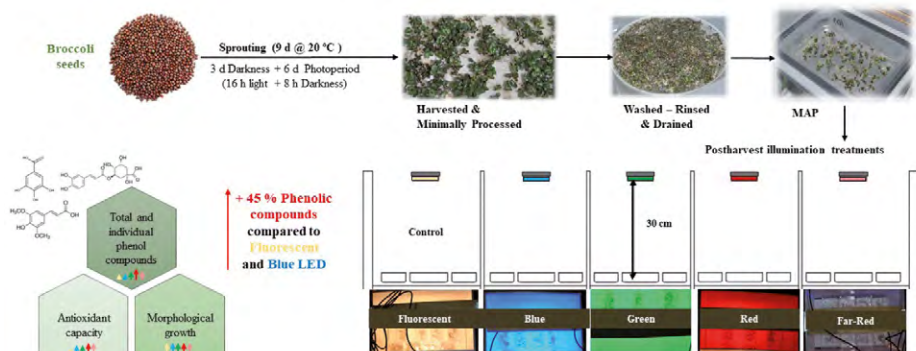 Broccoli
seeds
Sprouting (9 d @ 20 °C )
3 d Darkness + 6 d Photoperiod
(16 h light + 8 h Darkness)
Harvested &
Minimally Processed
Washed – Rinsed
& Drained
MAP
Postharvest illumination treatments
+ 45 % Phenolic
compounds
compared to
Fluorescent
and Blue LED
Total and
individual
phenol
compounds
Antioxidant
capacity
Morphological
growth
Control
30 cm
Fluorescent
Blue
Green
Red
Far-Red